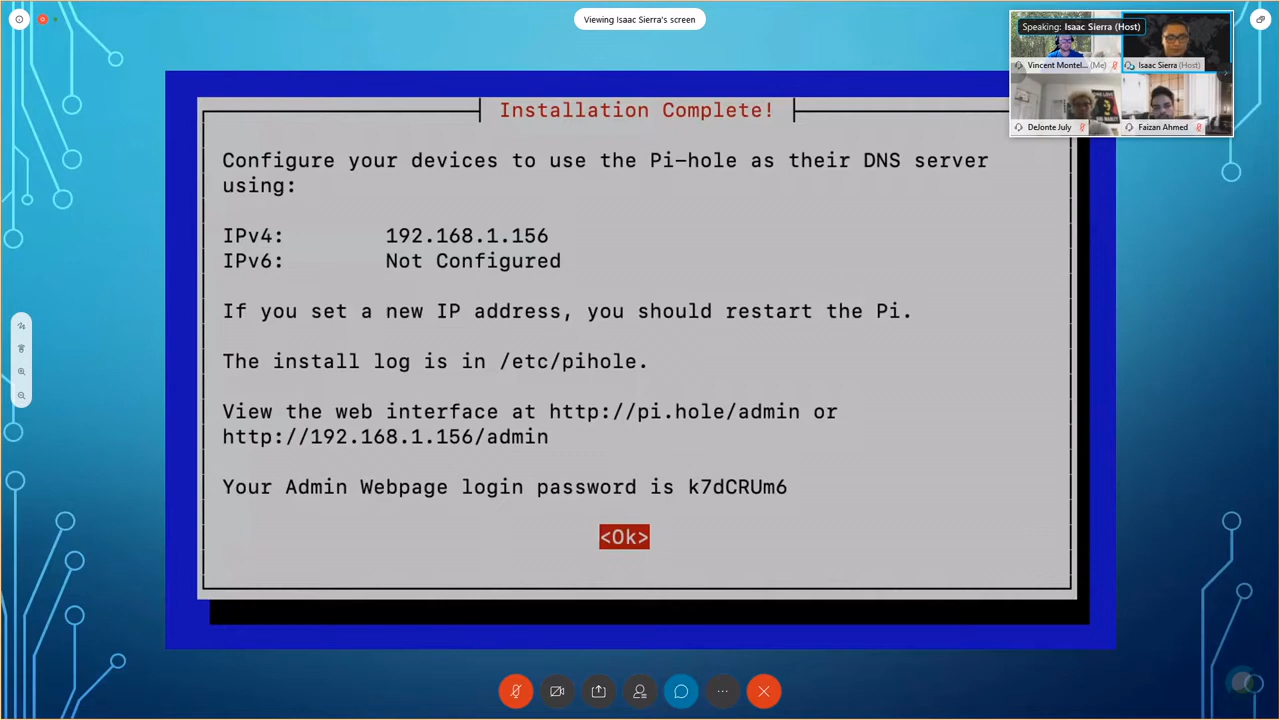 Viewing Isaac Sierra's screen
Speaking: Isaac Sierra (Host)
Vincent Montel... (Me)
Isaac Sierra (Host)
DeJonte July
Faizan Ahmed
Installation Complete!
Configure your devices to use the Pi-hole as their DNS server
using:
IPv4: 192.168.1.156
IPv6: Not Configured
If you set a new IP address, you should restart the Pi.
The install log is in /etc/pihole.
View the web interface at http://pi.hole/admin or
http://192.168.1.156/admin
Your Admin Webpage login password is k7dCRUm6
<Ok>